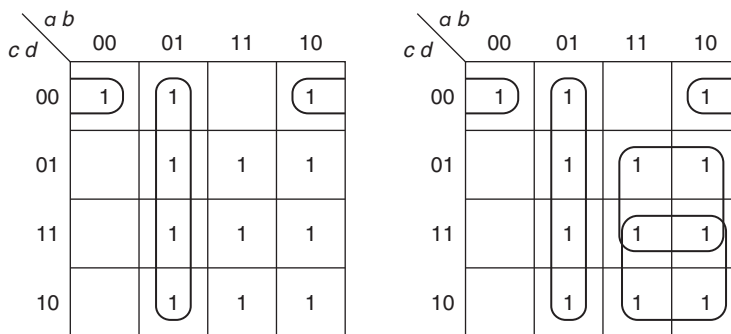 a b a b
c d 00 01 11 10 c d 00 01 11 10
00 1 1 1 00 1 1 1
01 1 1 1 01 1 1 1
11 1 1 1 11 1 1 1
10 1 1 1 10 1 1 1